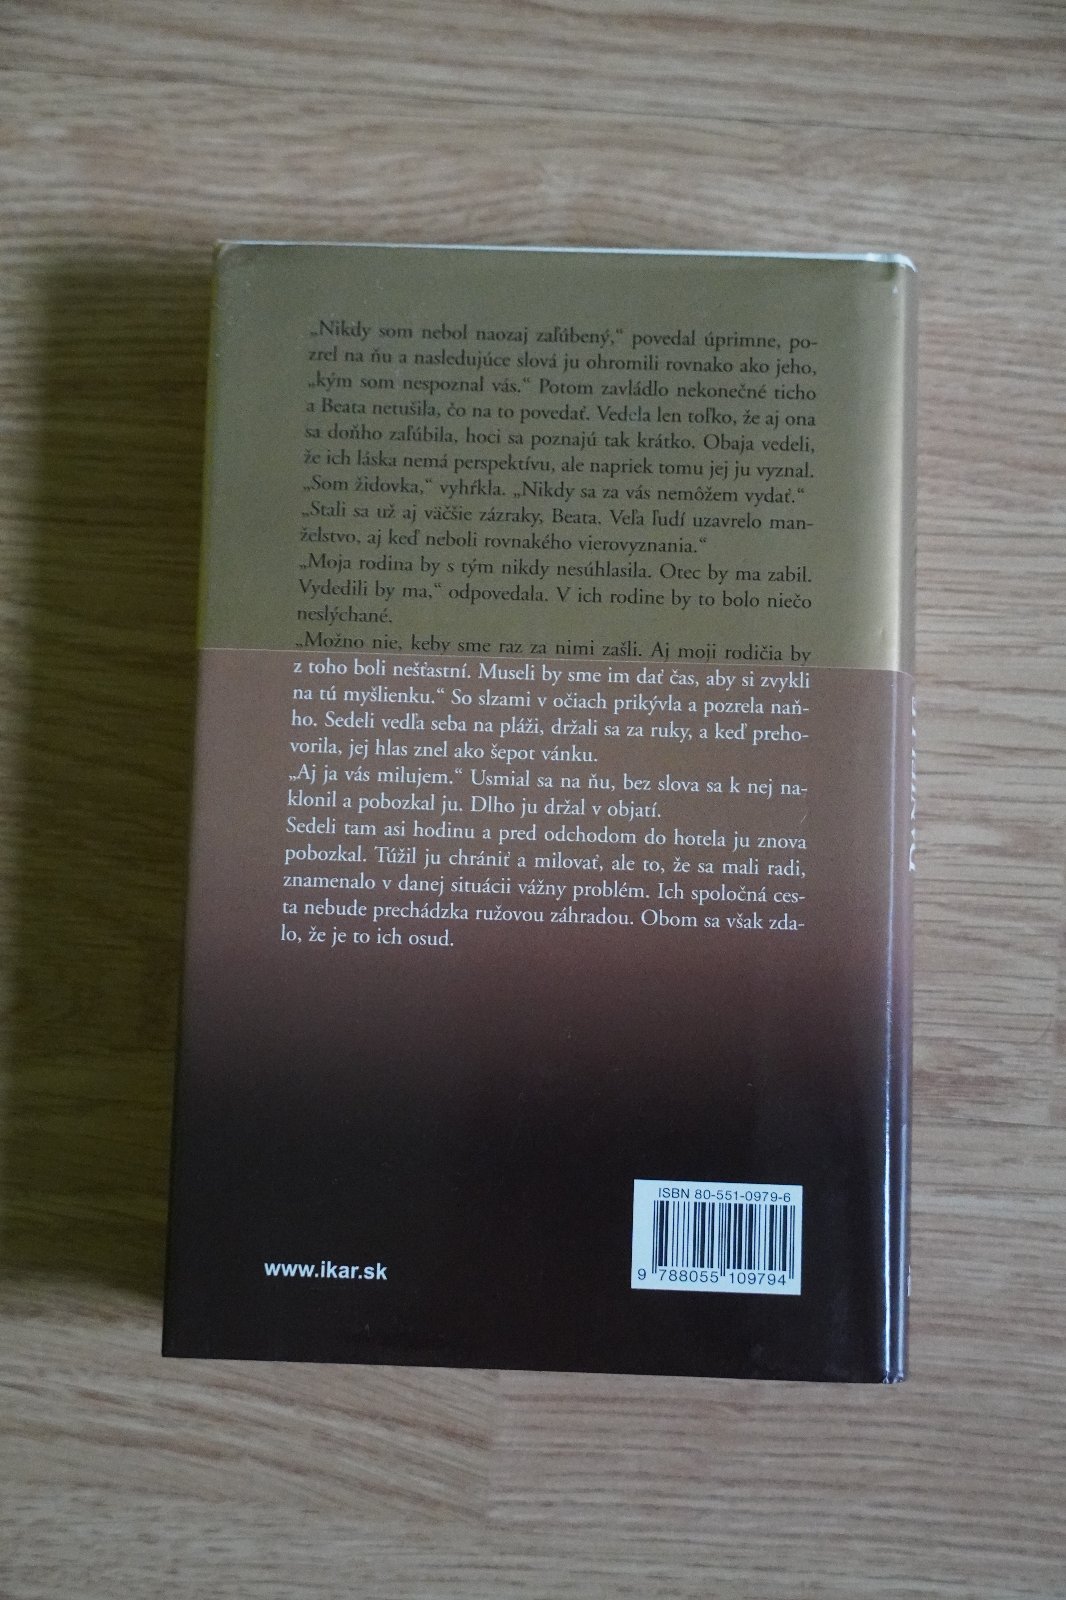 „Nikdy som nebol naozaj zaľúbený,“ povedal úprimne, po-
zrel na ňu a nasledujúce slová ju ohromili rovnako ako jeho,
„kým som nespoznal vás.“ Potom zavládlo nekonečné ticho
a Beata netušila, čo na to povedať. Vedela len toľko, že aj ona
sa doňho zaľúbila, hoci sa poznajú tak krátko. Obaja vedeli,
že ich láska nemá perspektívu, ale napriek tomu jej ju vyznal.
„Som židovka,“ vyhŕkla. „Nikdy sa za vás nemôžem vydať.“
„Stali sa už aj väčšie zázraky, Beata. Veľa ľudí uzavrelo man-
želstvo, aj keď neboli rovnakého vierovyznania.“
„Moja rodina by s tým nikdy nesúhlasila. Otec by ma zabil.
Vydedili by ma,“ odpovedala. V ich rodine by to bolo niečo
neslýchané.
„Možno nie, keby sme raz za nimi zašli. Aj moji rodičia by
z toho boli nešťastní. Museli by sme im dať čas, aby si zvykli
na tú myšlienku.“ So slzami v očiach prikývla a pozrela naň-
ho. Sedeli vedľa seba na pláži, držali sa za ruky, a keď preho-
vorila, jej hlas znel ako šepot vánku.
„Aj ja vás milujem.“ Usmial sa na ňu, bez slova sa k nej na-
klonil a pobozkal ju. Dlho ju držal v objatí.
Sedeli tam asi hodinu a pred odchodom do hotela ju znova
pobozkal. Túžil ju chrániť a milovať, ale to, že sa mali radi,
znamenalo v danej situácii vážny problém. Ich spoločná ces-
ta nebude prechádzka ružovou záhradou. Obom sa však zda-
lo, že je to ich osud.
www.ikar.sk
ISBN 80-551-0979-6
9 788055 109794